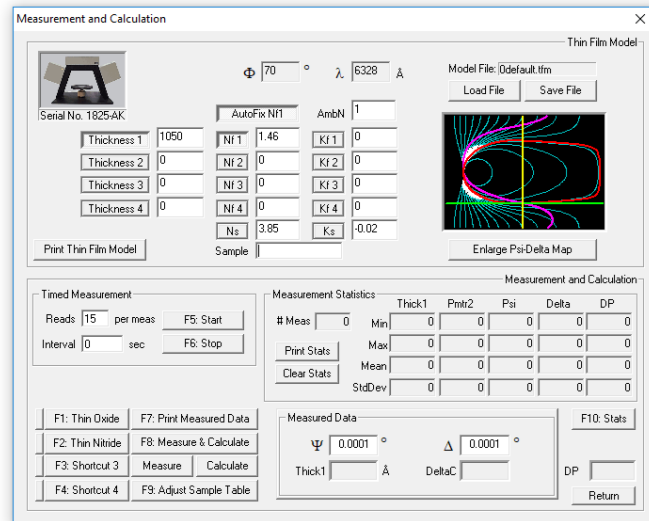 Measurement and Calculation
Thin Film Model
Φ 70 ° λ 6328 Å
Model File: 0default.tfm
Load File Save File
Serial No. 1825-AK
AutoFix Nf1 AmbN 1
Thickness 1 1050 Nf 1 1.46 Kf 1 0
Thickness 2 0 Nf 2 0 Kf 2 0
Thickness 3 0 Nf 3 0 Kf 3 0
Thickness 4 0 Nf 4 0 Kf 4 0
Ns 3.85 Ks -0.02
Print Thin Film Model Sample Enlarge Psi-Delta Map
Measurement and Calculation
Timed Measurement
Reads 15 per meas F5: Start
Interval 0 sec F6: Stop
Measurement Statistics
Thick1 Pmtr2 Psi Delta DP
# Meas 0 Min 0 0 0 0 0
Max 0 0 0 0 0
Print Stats
Mean 0 0 0 0 0
Clear Stats
StdDev 0 0 0 0 0
F1: Thin Oxide F7: Print Measured Data
F2: Thin Nitride F8: Measure & Calculate
F3: Shortcut 3 Measure Calculate
F4: Shortcut 4 F9: Adjust Sample Table
Measured Data
Ψ 0.0001 ° Δ 0.0001 °
Thick1 Å DeltaC
F10: Stats
DP
Return